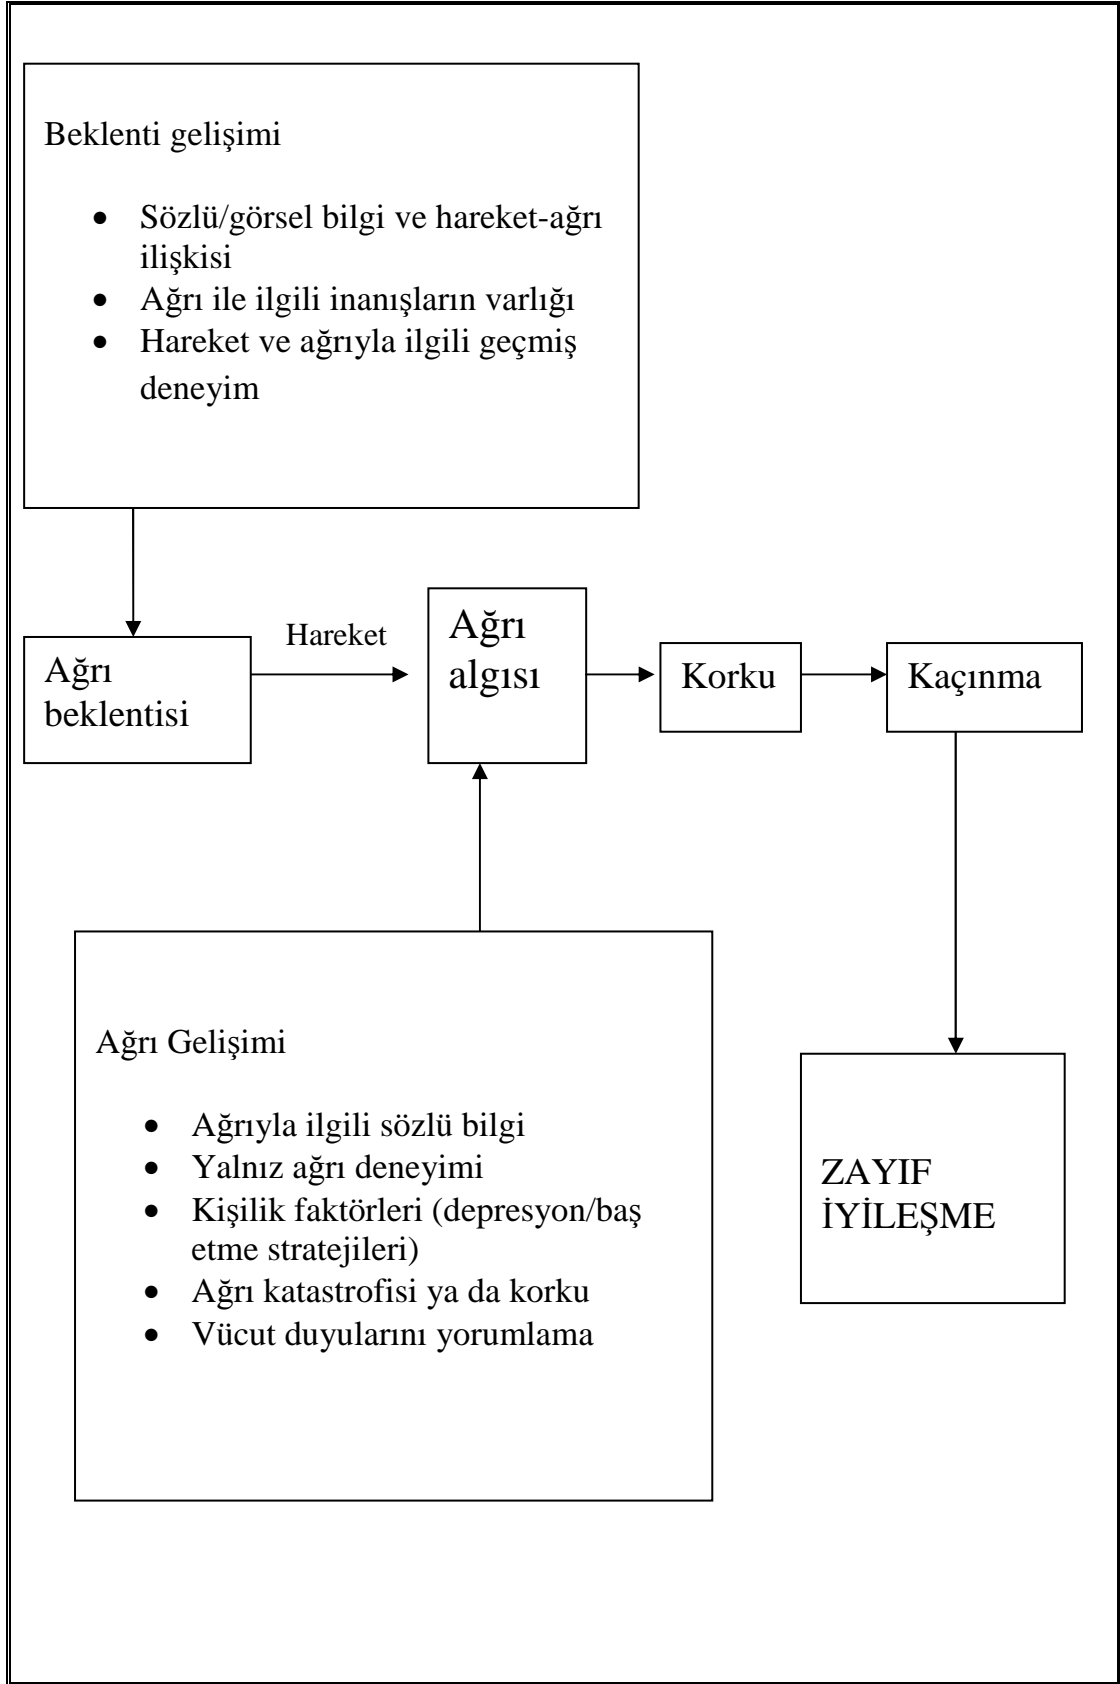 Beklenti gelişimi
• Sözlü/görsel bilgi ve hareket-ağrı
ilişkisi
• Ağrı ile ilgili inanışların varlığı
• Hareket ve ağrıyla ilgili geçmiş
deneyim
Ağrı
beklentisi
Hareket
Ağrı
algısı
Korku
Kaçınma
Ağrı Gelişimi
• Ağrıyla ilgili sözlü bilgi
• Yalnız ağrı deneyimi
• Kişilik faktörleri (depresyon/baş
etme stratejileri)
• Ağrı katastrofisi ya da korku
• Vücut duyularını yorumlama
ZAYIF
İYİLEŞME